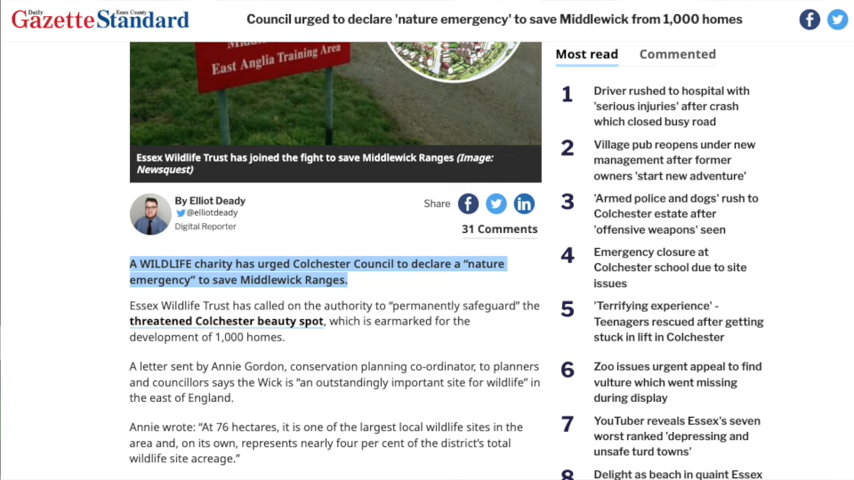 Daily
Essex County
Gazette Standard
Council urged to declare 'nature emergency' to save Middlewick from 1,000 homes
East Anglia Training Area
Essex Wildlife Trust has joined the fight to save Middlewick Ranges (Image:
Newsquest)
By Elliot Deady
@elliotdeady
Digital Reporter
Share
31 Comments
A WILDLIFE charity has urged Colchester Council to declare a “nature
emergency” to save Middlewick Ranges.
Essex Wildlife Trust has called on the authority to “permanently safeguard” the
threatened Colchester beauty spot, which is earmarked for the
development of 1,000 homes.
A letter sent by Annie Gordon, conservation planning co-ordinator, to planners
and councillors says the Wick is “an outstandingly important site for wildlife” in
the east of England.
Annie wrote: “At 76 hectares, it is one of the largest local wildlife sites in the
area and, on its own, represents nearly four per cent of the district’s total
wildlife site acreage.”
Most read
Commented
1
Driver rushed to hospital with
'serious injuries' after crash
which closed busy road
2
Village pub reopens under new
management after former
owners 'start new adventure'
3
'Armed police and dogs' rush to
Colchester estate after
'offensive weapons' seen
4
Emergency closure at
Colchester school due to site
issues
5
'Terrifying experience' -
Teenagers rescued after getting
stuck in lift in Colchester
6
Zoo issues urgent appeal to find
vulture which went missing
during display
7
YouTuber reveals Essex's seven
worst ranked 'depressing and
unsafe turd towns'
8
Delight as beach in quaint Essex